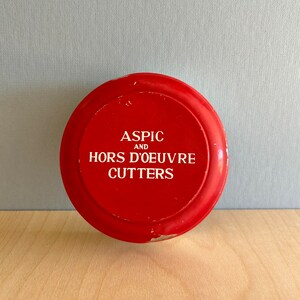 ASPIC
AND
HORS D'OEUVRE
CUTTERS